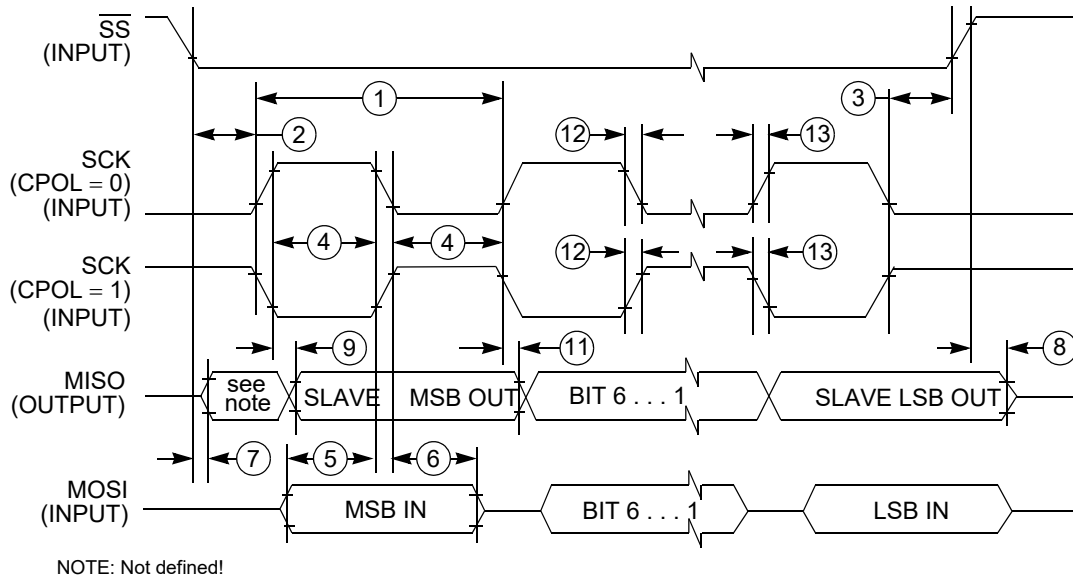 SS
(INPUT)
1
3
2
12
13
SCK
(CPOL = 0)
(INPUT)
4
4
SCK
(CPOL = 1)
(INPUT)
12
13
9
11
8
MISO
(OUTPUT)
see
note
SLAVE MSB OUT
BIT 6 . . . 1
SLAVE LSB OUT
7
5
6
MOSI
(INPUT)
MSB IN
BIT 6 . . . 1
LSB IN
NOTE: Not defined!